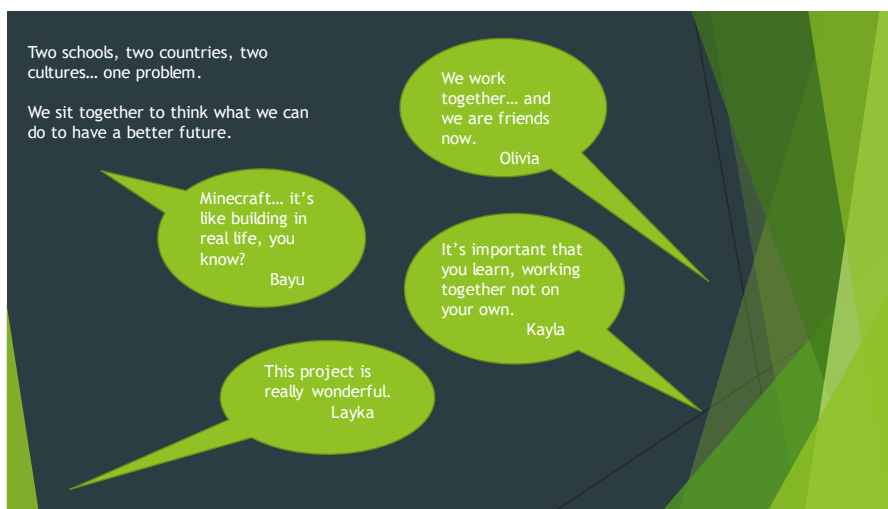 Two schools, two countries, two
cultures… one problem.
We sit together to think what we can
do to have a better future.
We work
together… and
we are friends
now.
Olivia
Minecraft… it’s
like building in
real life, you
know?
Bayu
It’s important that
you learn, working
together not on
your own.
Kayla
This project is
really wonderful.
Layka